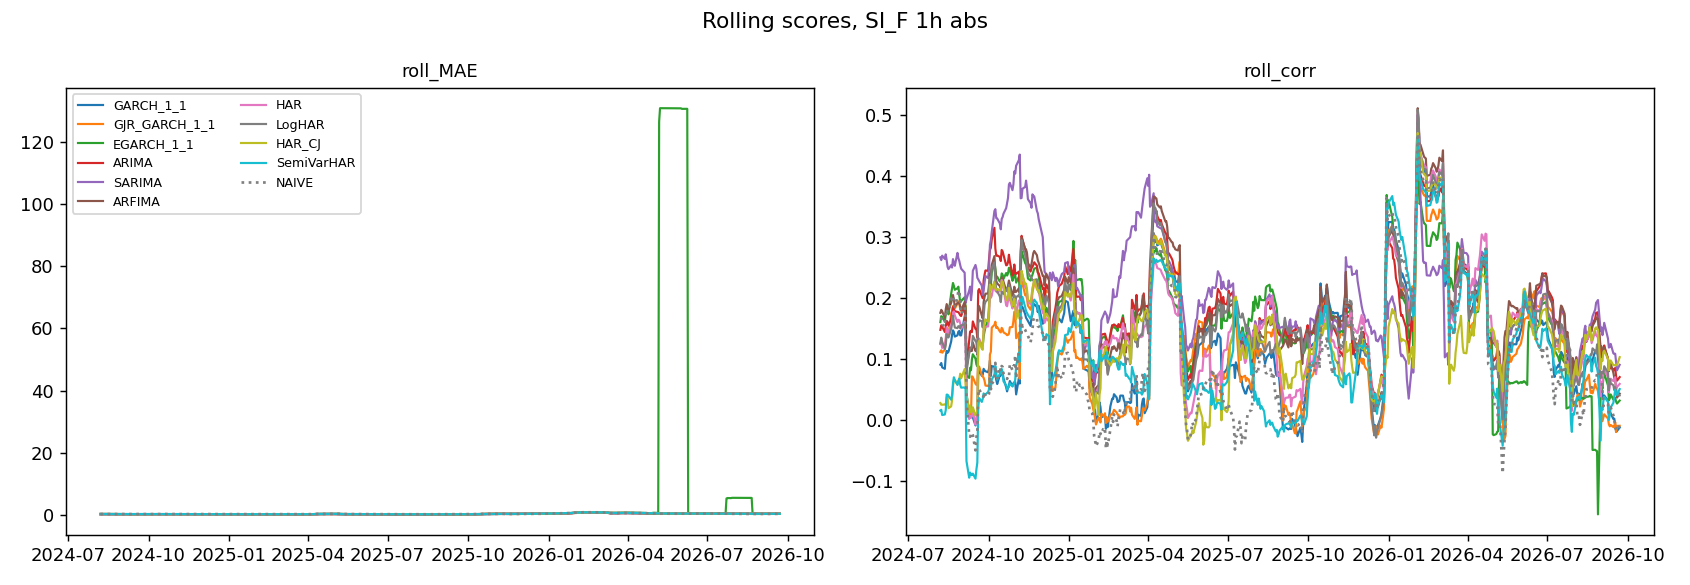 Rolling scores, SI_F 1h abs
roll_MAE
GARCH_1_1
GJR_GARCH_1_1
EGARCH_1_1
ARIMA
SARIMA
ARFIMA
HAR
LogHAR
HAR_CJ
SemiVarHAR
NAIVE
120
100
80
60
40
20
0
2024-07 2024-10 2025-01 2025-04 2025-07 2025-10 2026-01 2026-04 2026-07 2026-10
roll_corr
0.5
0.4
0.3
0.2
0.1
0.0
−0.1
2024-07 2024-10 2025-01 2025-04 2025-07 2025-10 2026-01 2026-04 2026-07 2026-10